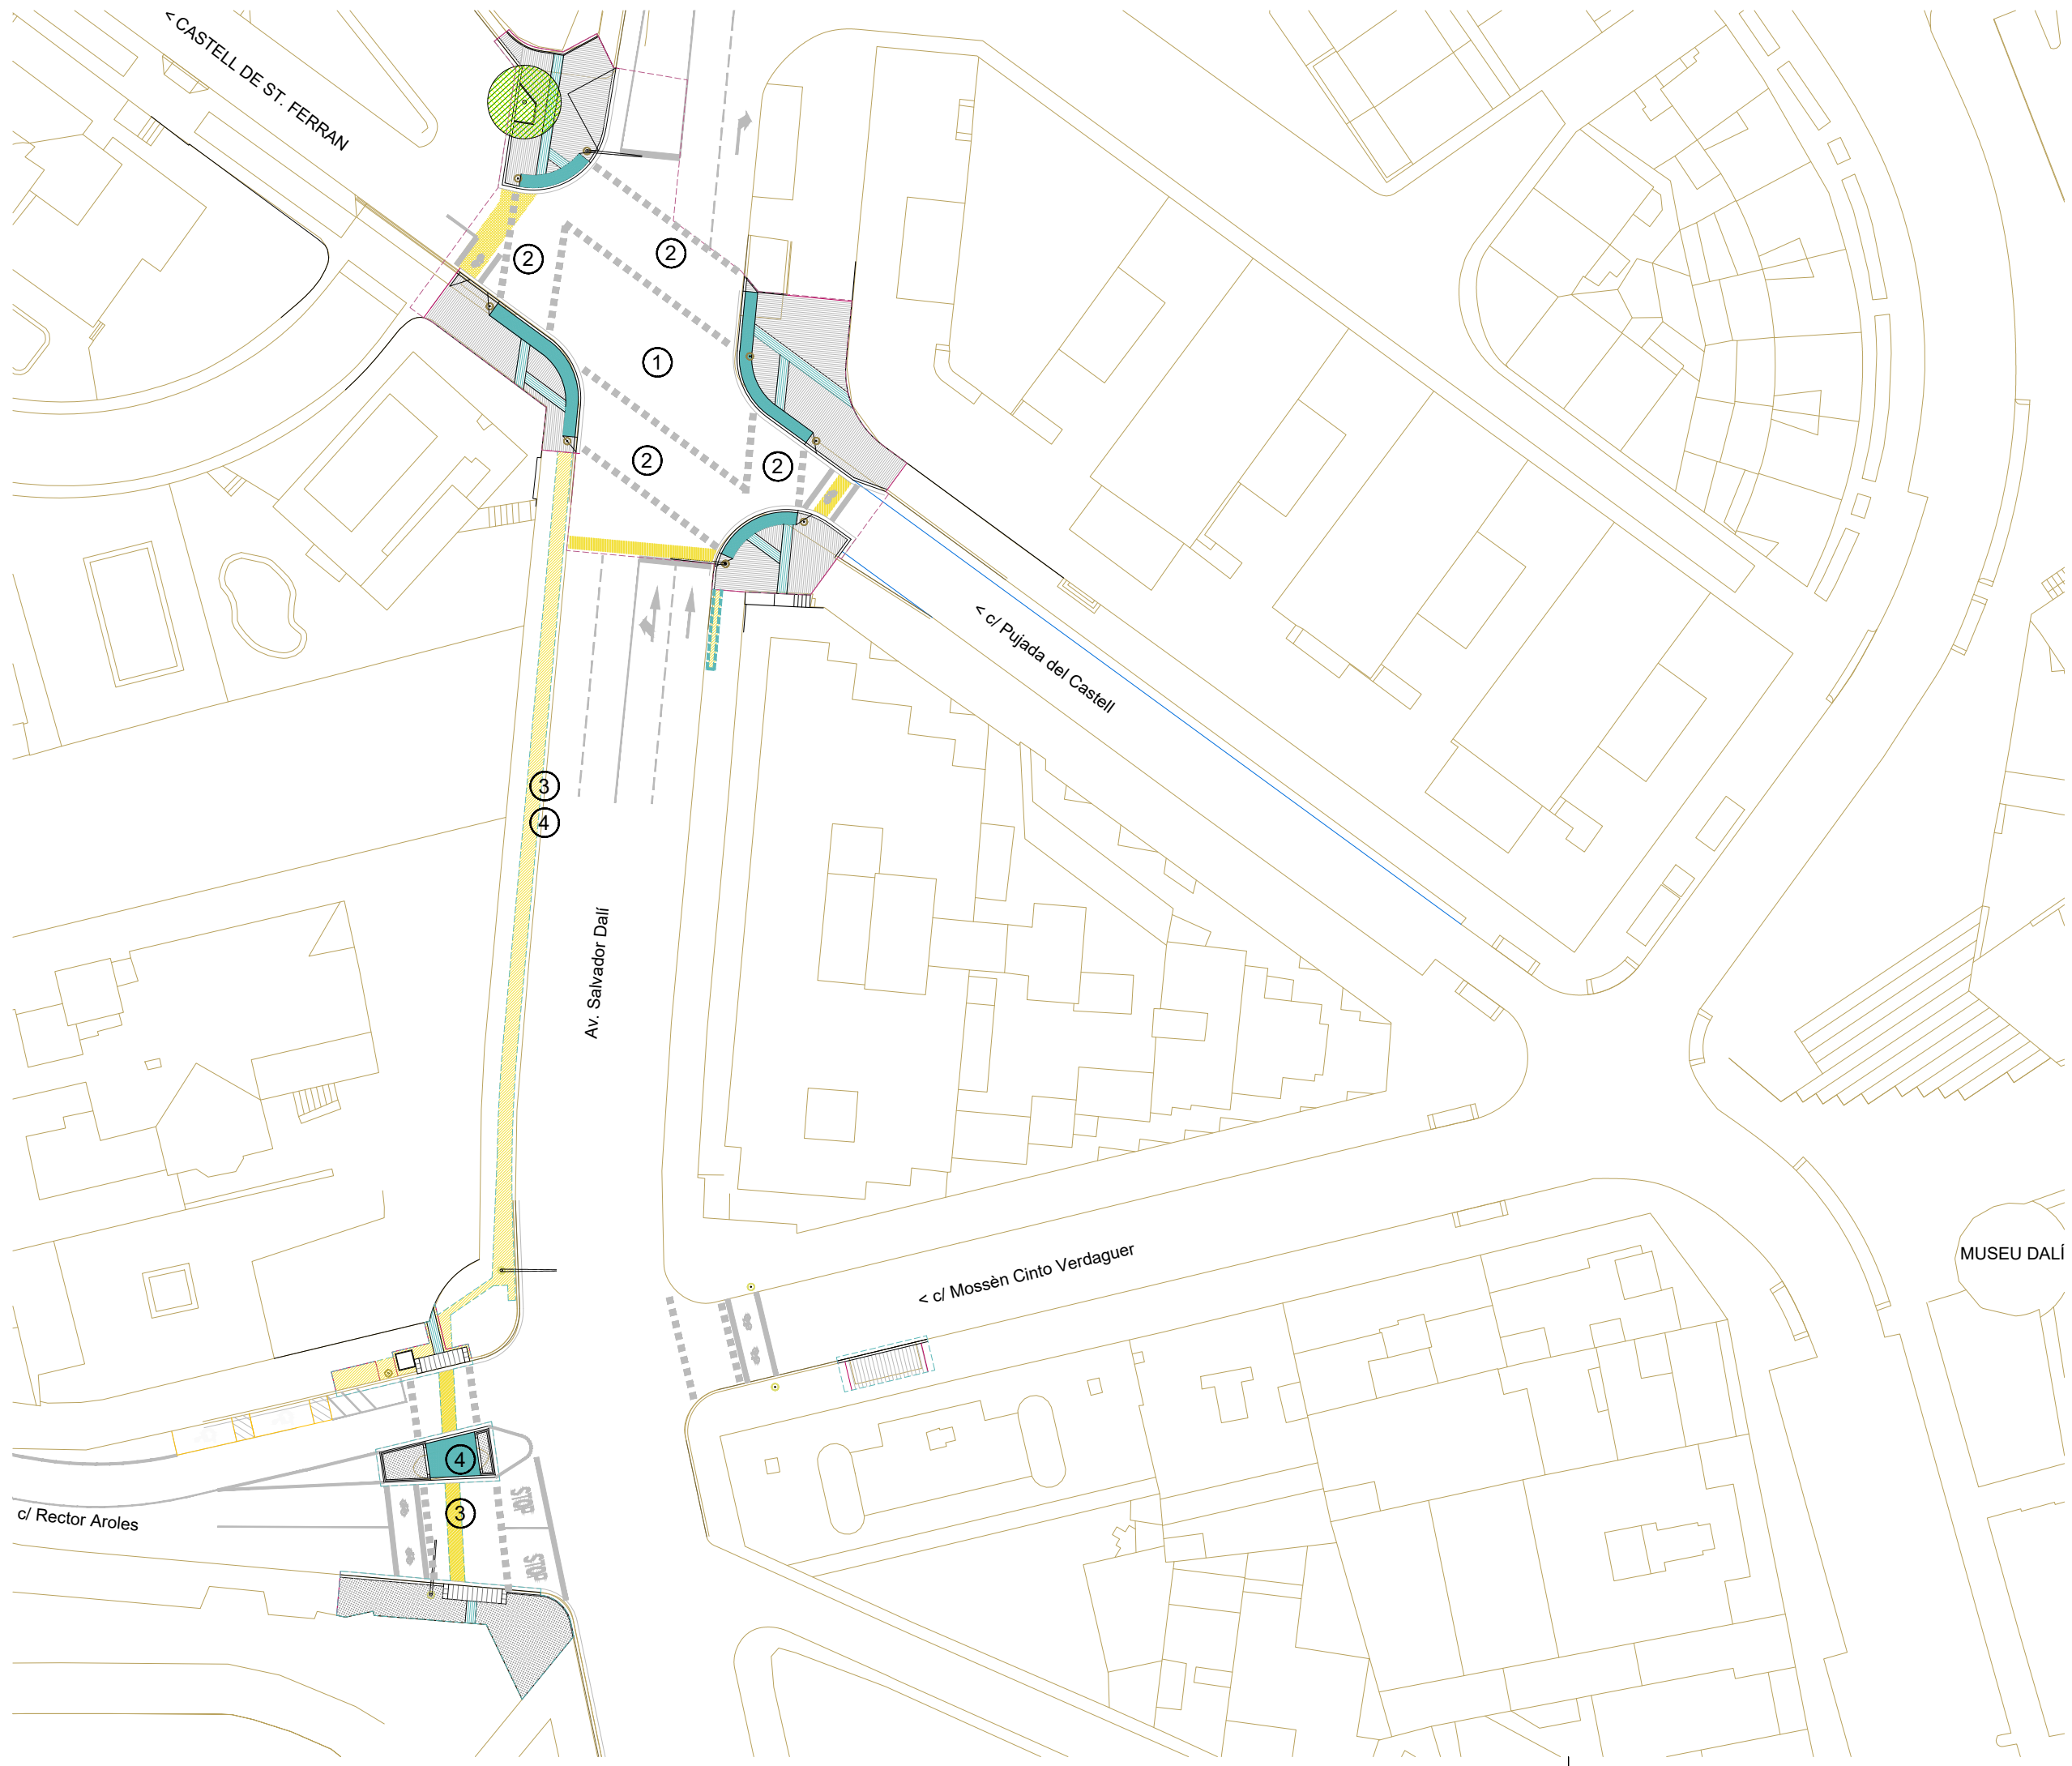 < CASTELL DE ST. FERRAN
2
2
1
2
2
< c/ Pujada del Castell
3
4
Av. Salvador Dalí
< c/ Mossèn Cinto Verdaguer
MUSEU DALÍ
4
STOP
c/ Rector Aroles
3
STOP